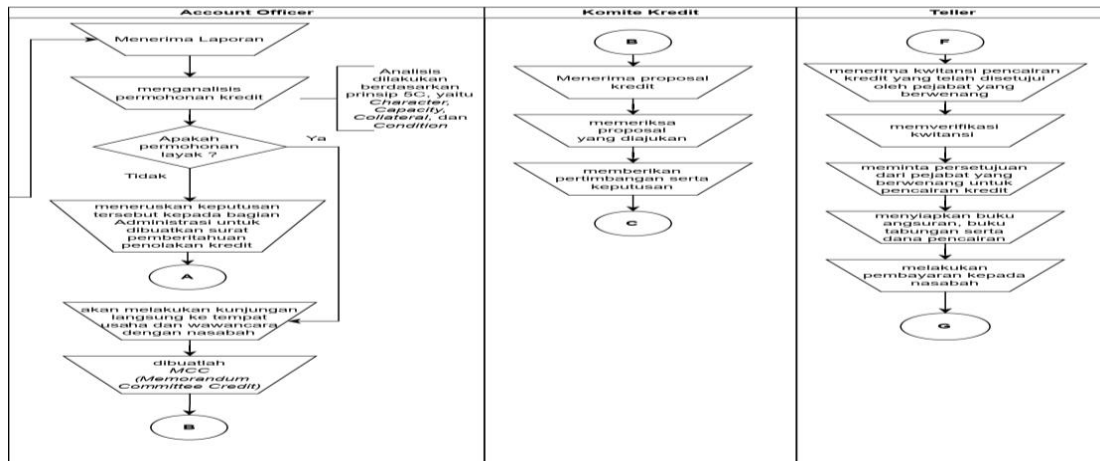 Account Officer
Menerima Laporan
menganalisis
permohonan kredit
Analisis
dilakukan
berdasarkan
prinsip 5C, yaitu
Character,
Capacity,
Collateral, dan
Condition
Apakah
permohonan
layak ?
Ya
Tidak
meneruskan keputusan
tersebut kepada bagian
Administrasi untuk
dibuatkan surat
pemberitahuan
penolakan kredit
A
akan melakukan kunjungan
langsung ke tempat
usaha dan wawancara
dengan nasabah
dibuatlah
MCC
(Memorandum
Committee Credit)
B
Komite Kredit
B
Menerima proposal
kredit
memeriksa
proposal
yang diajukan
memberikan
pertimbangan serta
keputusan
C
Teller
F
menerima kwitansi pencairan
kredit yang telah disetujui
oleh pejabat yang
berwenang
memverifikasi
kwitansi
meminta persetujuan
dari pejabat yang
berwenang untuk
pencairan kredit
menyiapkan buku
angsuran, buku
tabungan serta
dana pencairan
melakukan
pembayaran kepada
nasabah
G